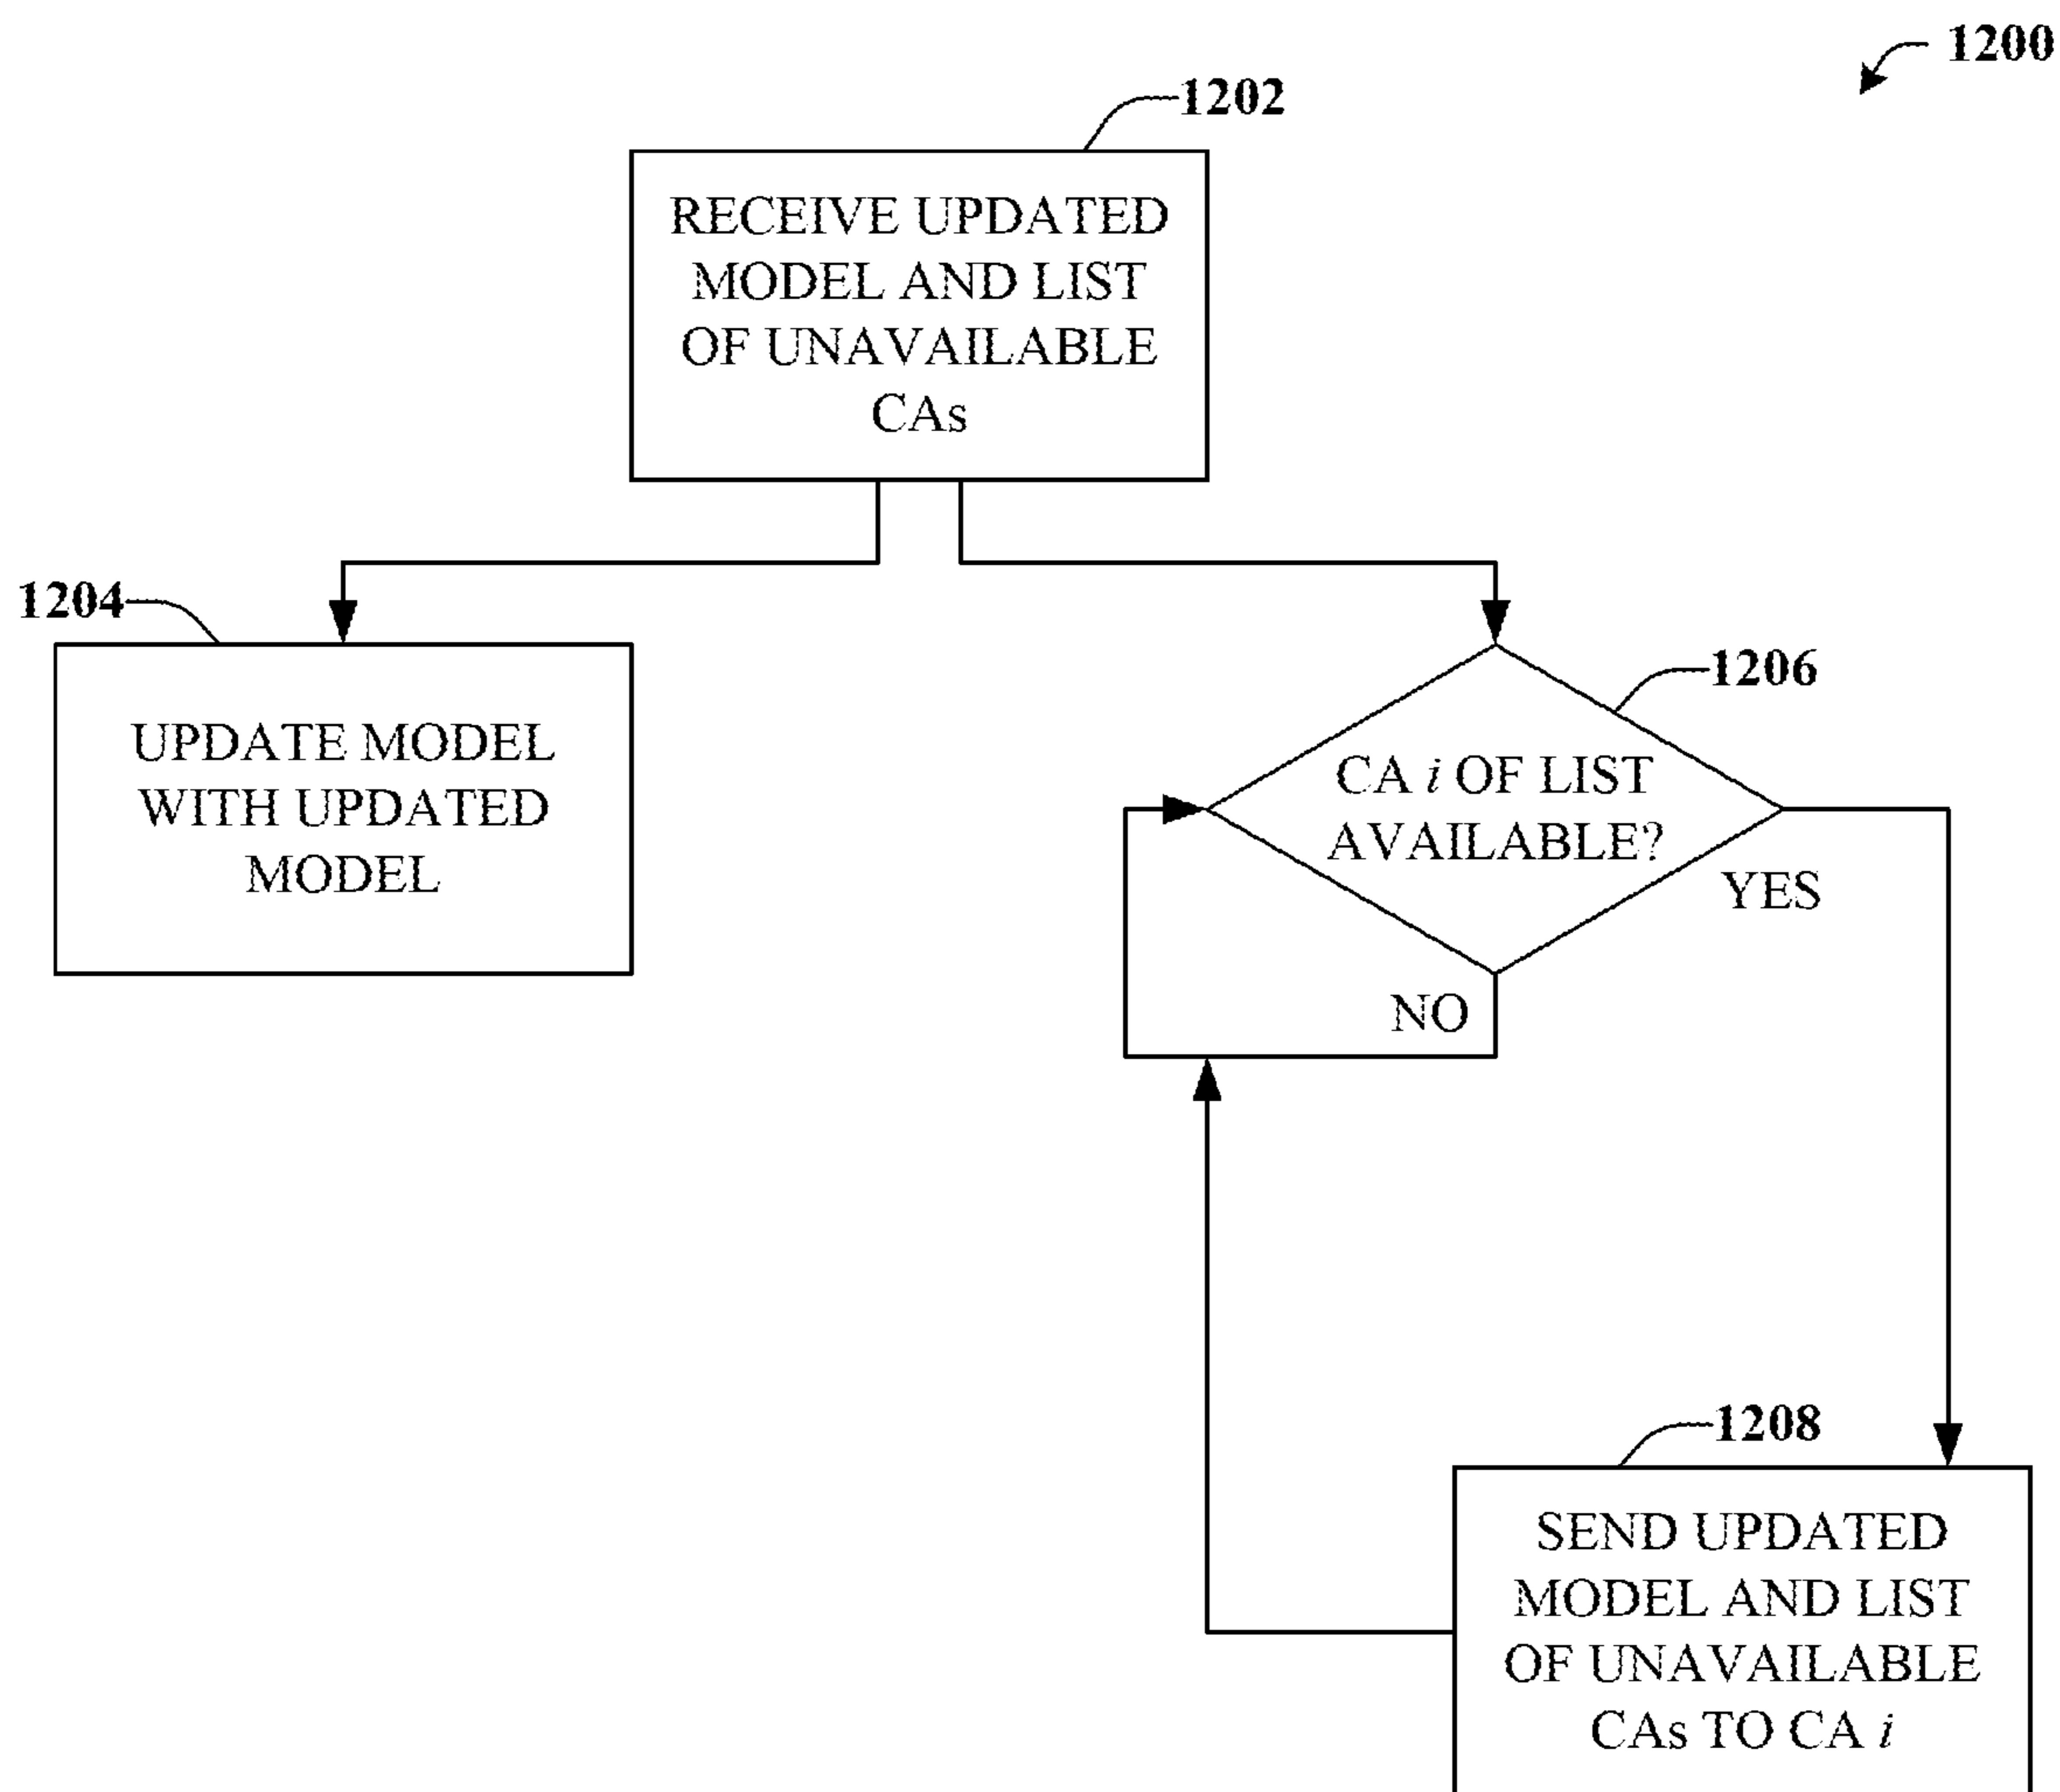 1200
1202
RECEIVE UPDATED
MODEL AND LIST
OF UNAVAILABLE
CAs
1204
UPDATE MODEL
WITH UPDATED
MODEL
1206
CA i OF LIST
AVAILABLE?
YES
NO
1208
SEND UPDATED
MODEL AND LIST
OF UNAVAILABLE
CAs TO CA i